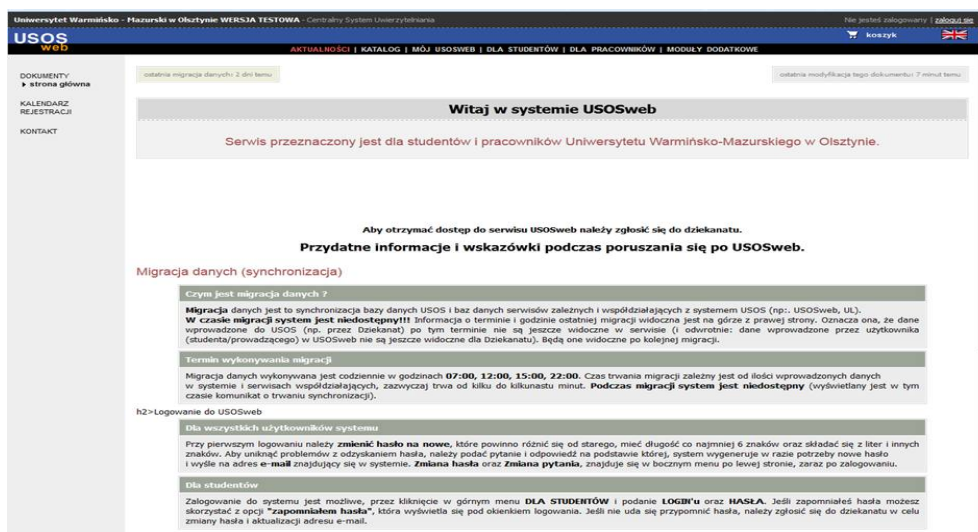 Uniwersytet Warmińsko - Mazurski w Olsztynie WERSJA TESTOWA - Centralny System Uwierzytelniania
Nie jesteś zalogowany | zaloguj się
USOS
web
koszyk
AKTUALNOŚCI | KATALOG | MÓJ USOSWEB | DLA STUDENTÓW | DLA PRACOWNIKÓW | MODUŁY DODATKOWE
DOKUMENTY
strona główna
KALENDARZ
REJESTRACJI
KONTAKT
ostatnia migracja danych: 2 dni temu
ostatnia modyfikacja tego dokumentu: 7 minut temu
Witaj w systemie USOSweb
Serwis przeznaczony jest dla studentów i pracowników Uniwersytetu Warmińsko-Mazurskiego w Olsztynie.
Aby otrzymać dostęp do serwisu USOSweb należy zgłosić się do dziekanatu.
Przydatne informacje i wskazówki podczas poruszania się po USOSweb.
Migracja danych (synchronizacja)
Czym jest migracja danych ?
Migracja danych jest to synchronizacja bazy danych USOS i baz danych serwisów zależnych i współdziałających z systemem USOS (np:. USOSweb, UL).
W czasie migracji system jest niedostępny!!! Informacja o terminie i godzinie ostatniej migracji widoczna jest na górze z prawej strony. Oznacza ona, że dane
wprowadzone do USOS (np. przez Dziekanat) po tym terminie nie są jeszcze widoczne w serwisie (i odwrotnie: dane wprowadzone przez użytkownika
(studenta/prowadzącego) w USOSweb nie są jeszcze widoczne dla Dziekanatu). Będą one widoczne po kolejnej migracji.
Termin wykonywania migracji
Migracja danych wykonywana jest codziennie w godzinach 07:00, 12:00, 15:00, 22:00. Czas trwania migracji zależny jest od ilości wprowadzonych danych
w systemie i serwisach współdziałających, zazwyczaj trwa od kilku do kilkunastu minut. Podczas migracji system jest niedostępny (wyświetlany jest w tym
czasie komunikat o trwaniu synchronizacji).
h2>Logowanie do USOSweb
Dla wszystkich użytkowników systemu
Przy pierwszym logowaniu należy zmienić hasło na nowe, które powinno różnić się od starego, mieć długość co najmniej 6 znaków oraz składać się z liter i innych
znaków. Aby uniknąć problemów z odzyskaniem hasła, należy podać pytanie i odpowiedź na podstawie której, system wygeneruje w razie potrzeby nowe hasło
i wyśle na adres e-mail znajdujący się w systemie. Zmiana hasła oraz Zmiana pytania, znajduje się w bocznym menu po lewej stronie, zaraz po zalogowaniu.
Dla studentów
Zalogowanie do systemu jest możliwe, przez kliknięcie w górnym menu DLA STUDENTÓW i podanie LOGIN'u oraz HASŁA. Jeśli zapomniałeś hasła możesz
skorzystać z opcji "zapomniałem hasła", która wyświetla się pod okienkiem logowania. Jeśli nie uda się przypomnić hasła, należy zgłosić się do dziekanatu w celu
zmiany hasła i aktualizacji adresu e-mail.